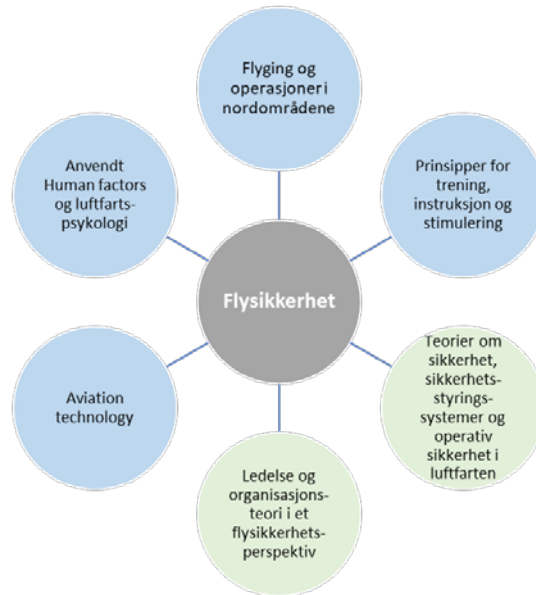 Flyging og
operasjoner i
nordområdene
Anvendt
Human factors
og luftfarts-
psykologi
Prinsipper for
trening,
instruksjon og
stimulering
Flysikkerhet
Aviation
technology
Teorier om
sikkerhet,
sikkerhets-
styrings-
systemer og
operativ
sikkerhet i
luftfarten
Ledelse og
organisasjons-
teori i et
flysikkerhets-
perspektiv